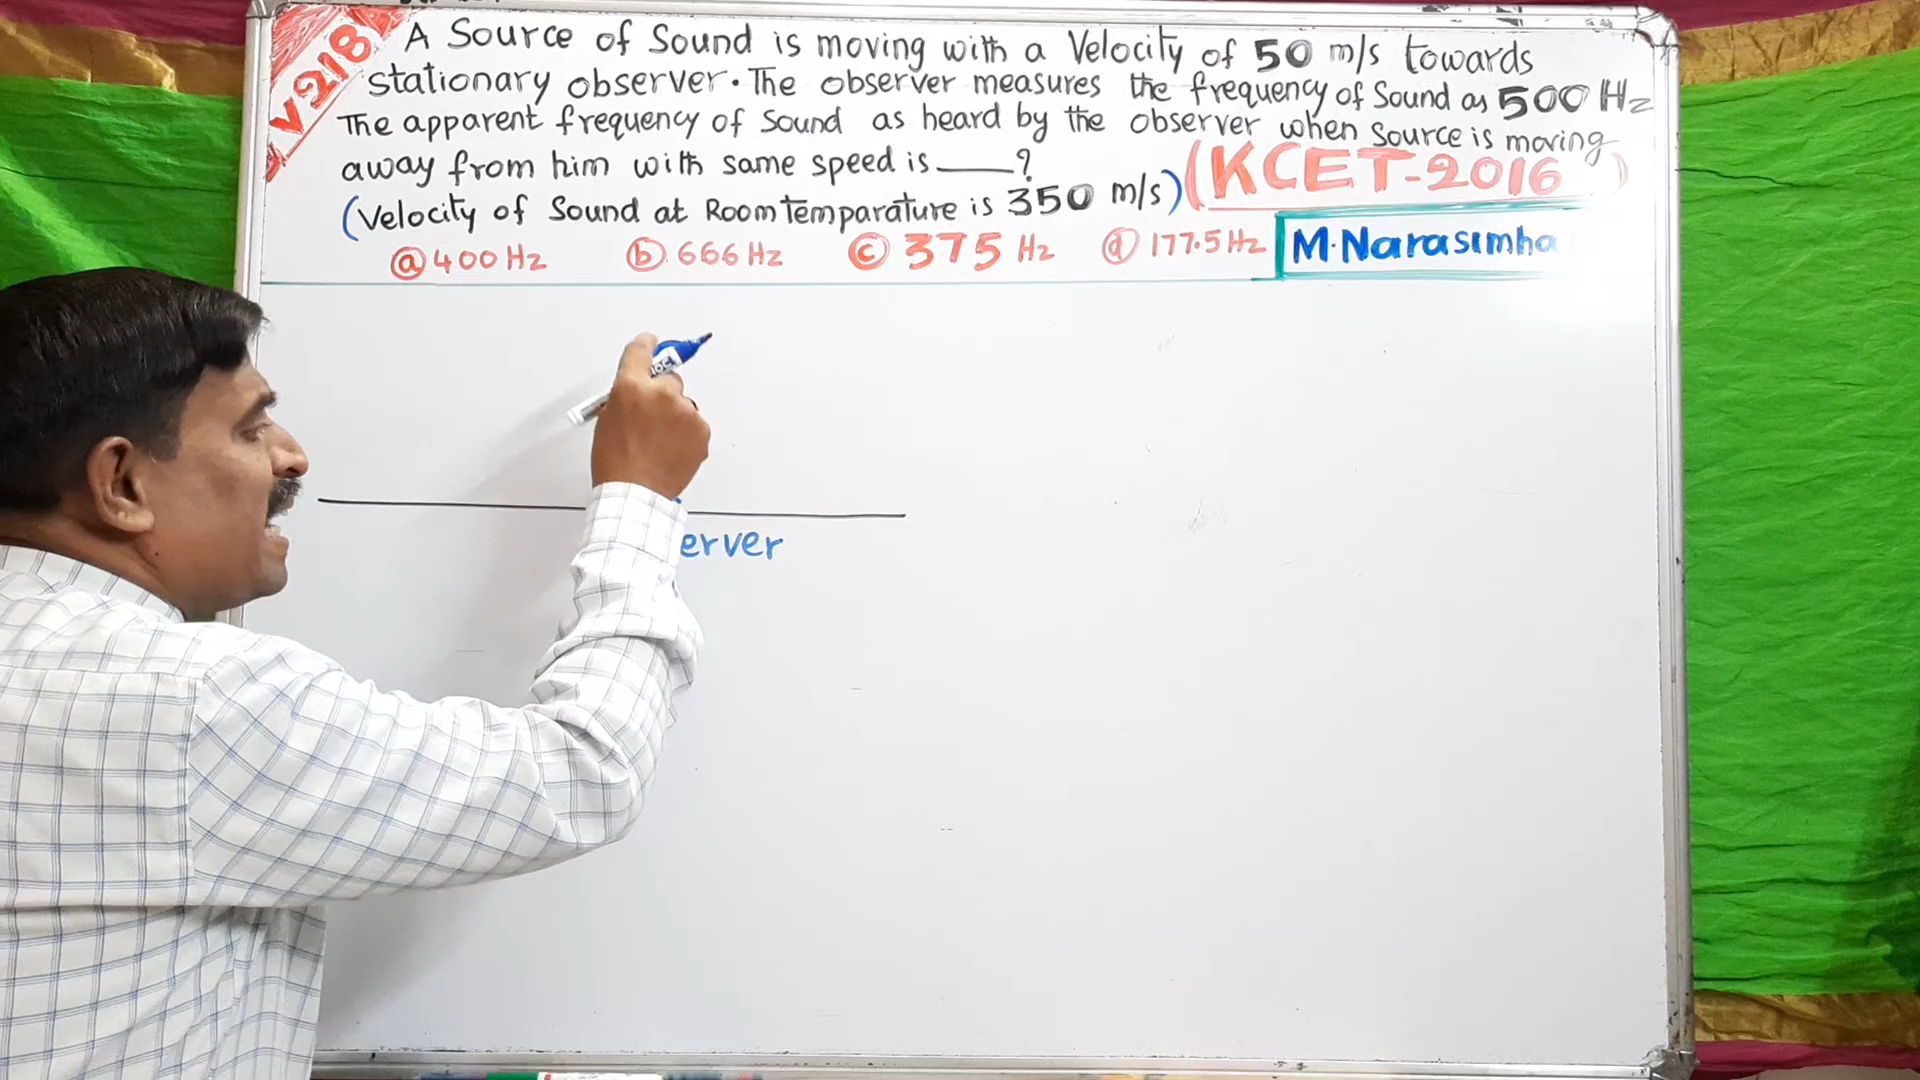 V218
A Source of Sound is moving with a Velocity of 50 m/s towards
stationary observer. The observer measures the frequency of Sound as 500 Hz
The apparent frequency of Sound as heard by the observer when Source is moving
away from him with same speed is ____?
(KCET-2016)
(Velocity of Sound at Room temparature is 350 m/s)
(a) 400 Hz (b) 666 Hz (c) 375 Hz (d) 177.5 Hz
M.Narasimha
erver